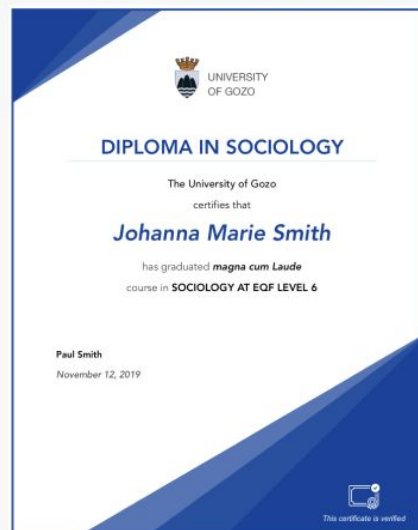 UNIVERSITY
OF GOZO
DIPLOMA IN SOCIOLOGY
The University of Gozo
certifies that
Johanna Marie Smith
has graduated magna cum Laude
course in SOCIOLOGY AT EQF LEVEL 6
Paul Smith
November 12, 2019
This certificate is verified